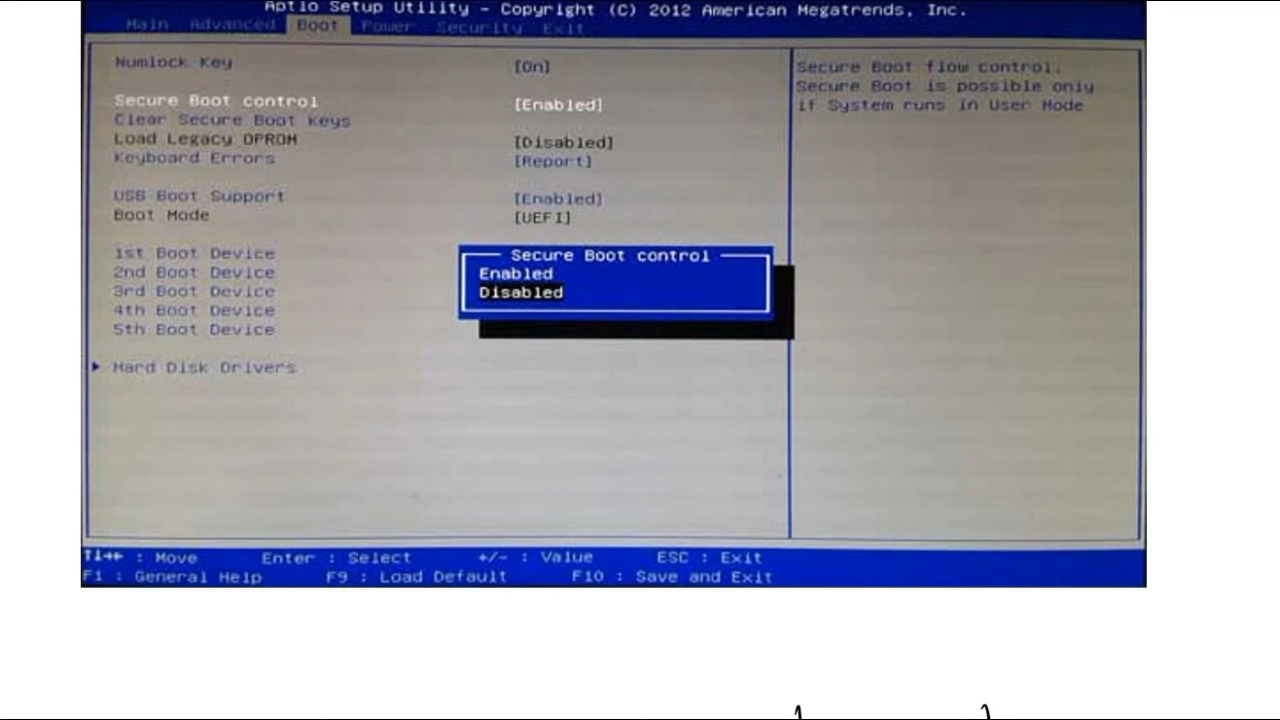 Aptio Setup Utility - Copyright (C) 2012 American Megatrends, Inc.
Main Advanced Boot Power Security Exit
Numlock Key [On]
Secure Boot control [Enabled]
Clear Secure Boot keys
Load Legacy OPROM [Disabled]
Keyboard Errors [Report]
USB Boot Support [Enabled]
Boot Mode [UEFI]
1st Boot Device
2nd Boot Device
3rd Boot Device
4th Boot Device
5th Boot Device
Hard Disk Drivers
Secure Boot control
Enabled
Disabled
Secure Boot flow control.
Secure Boot is possible only
if System runs in User Mode
↑↓→← : Move Enter : Select +/- : Value ESC : Exit
F1 : General Help F9 : Load Default F10 : Save and Exit